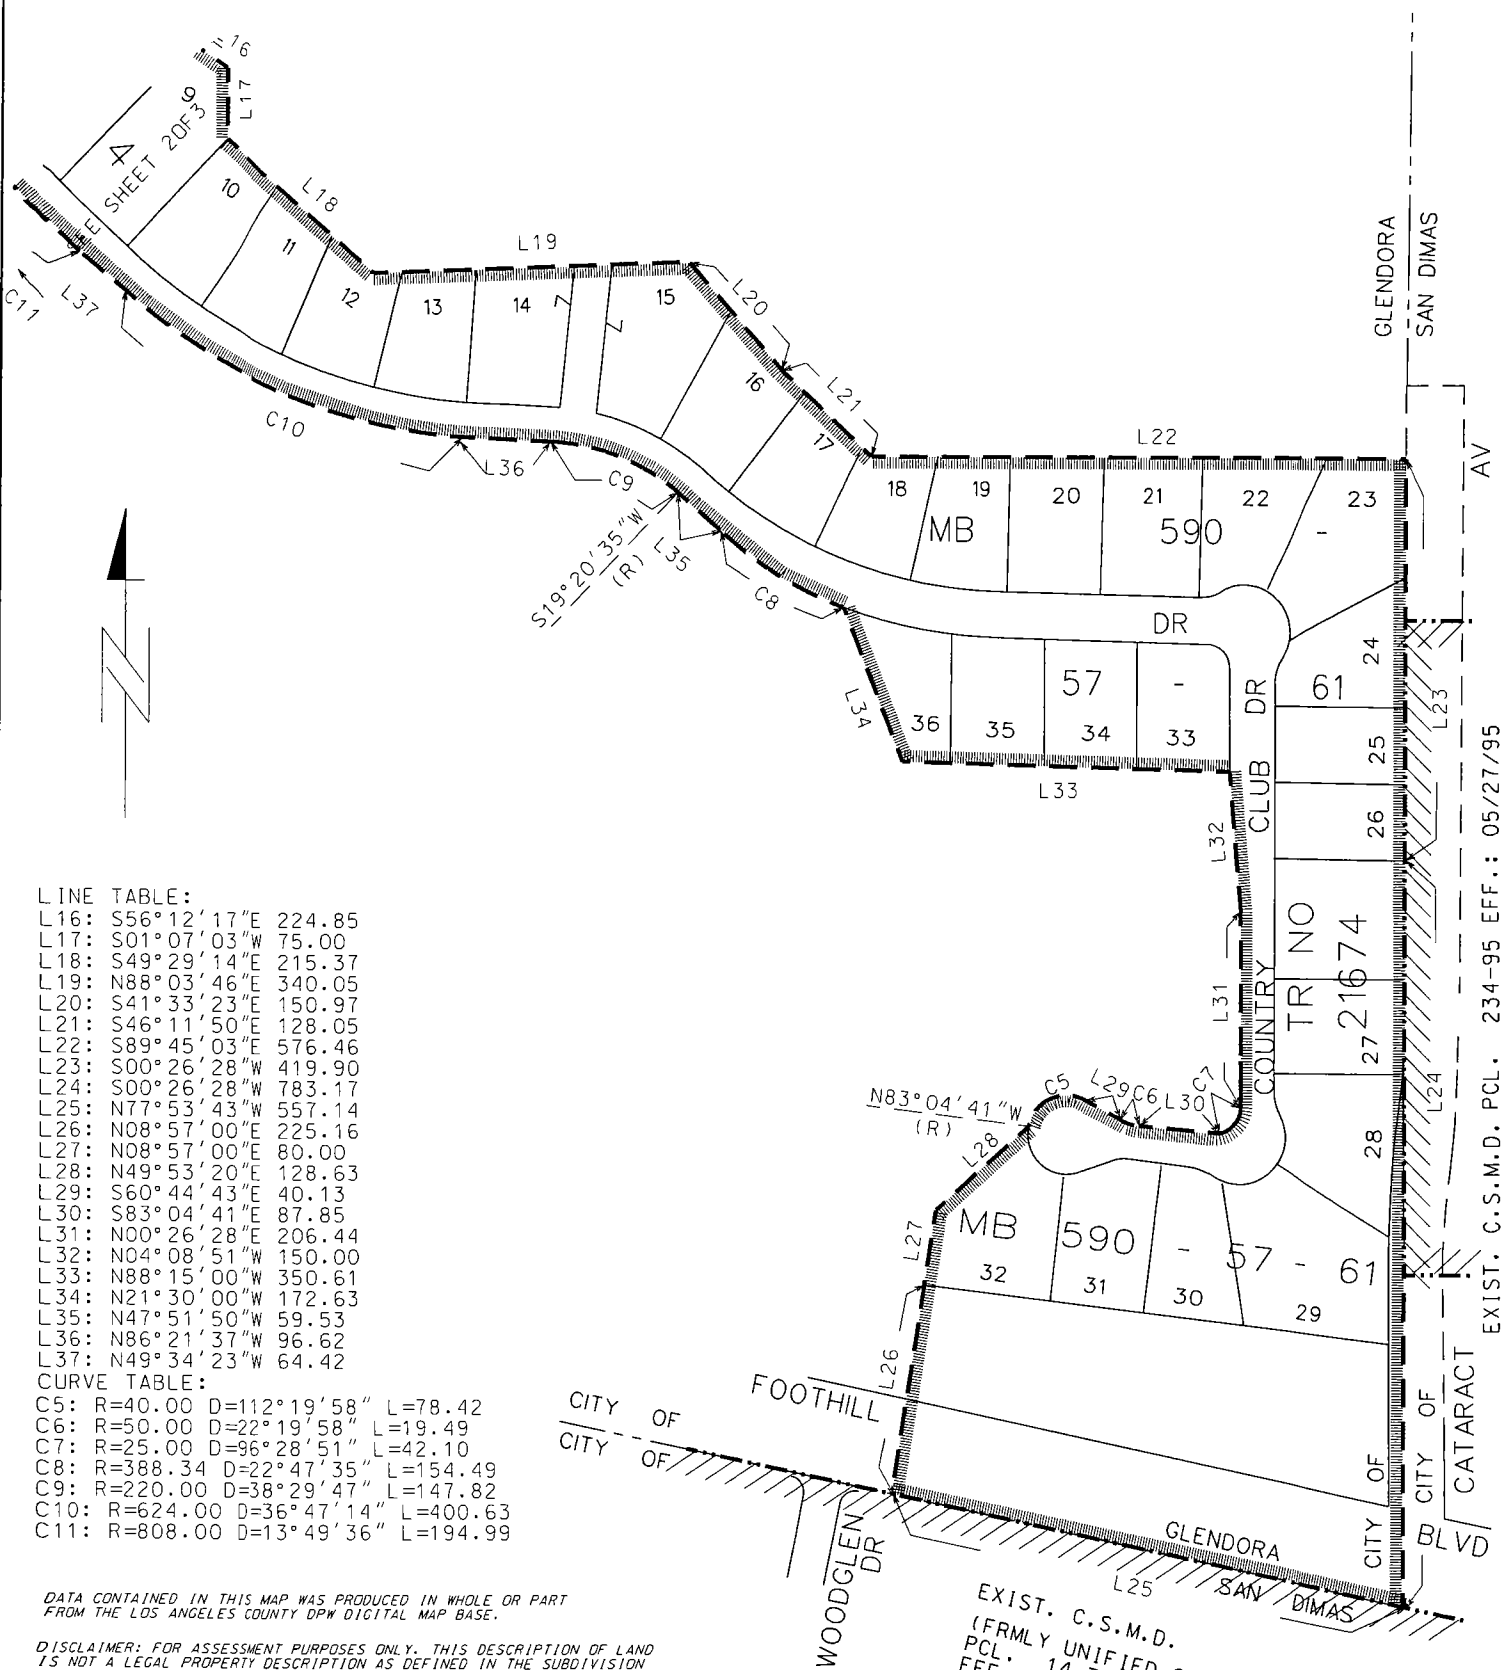 =16
L17
9
4
SHEET 2OF3
10
L18
11
12
L19
13
14
15
L20
16
L21
17
L37
C11
C10
L36
C9
S19°20'35"W
(R)
L35
C8
L22
18
19
20
21
22
23
MB
590
-
GLENDORA
SAN DIMAS
AV
DR
57
-
61
24
L23
L34
36
35
34
33
25
L33
L32
26
COUNTRY CLUB DR
TR NO
21674
L31
27
L24
EXIST. C.S.M.D. PCL. 234-95 EFF.: 05/27/95
N83°04'41"W
(R)
C5
L29
C6
L30
C7
L28
28
L27
MB
590
-
57
-
61
32
31
30
29
L26
FOOTHILL
BLVD
CITY OF
CITY OF
CITY OF
CITY OF
CATARACT
GLENDORA
SAN DIMAS
L25
WOODGLEN
DR
EXIST. C.S.M.D.
(FRMLY UNIFIED
PCL. 14
LINE TABLE:
L16: S56°12'17"E 224.85
L17: S01°07'03"W 75.00
L18: S49°29'14"E 215.37
L19: N88°03'46"E 340.05
L20: S41°33'23"E 150.97
L21: S46°11'50"E 128.05
L22: S89°45'03"E 576.46
L23: S00°26'28"W 419.90
L24: S00°26'28"W 783.17
L25: N77°53'43"W 557.14
L26: N08°57'00"E 225.16
L27: N08°57'00"E 80.00
L28: N49°53'20"E 128.63
L29: S60°44'43"E 40.13
L30: S83°04'41"E 87.85
L31: N00°26'28"E 206.44
L32: N04°08'51"W 150.00
L33: N88°15'00"W 350.61
L34: N21°30'00"W 172.63
L35: N47°51'50"W 59.53
L36: N86°21'37"W 96.62
L37: N49°34'23"W 64.42
CURVE TABLE:
C5: R=40.00 D=112°19'58" L=78.42
C6: R=50.00 D=22°19'58" L=19.49
C7: R=25.00 D=96°28'51" L=42.10
C8: R=388.34 D=22°47'35" L=154.49
C9: R=220.00 D=38°29'47" L=147.82
C10: R=624.00 D=36°47'14" L=400.63
C11: R=808.00 D=13°49'36" L=194.99
DATA CONTAINED IN THIS MAP WAS PRODUCED IN WHOLE OR PART
FROM THE LOS ANGELES COUNTY DPW DIGITAL MAP BASE.
DISCLAIMER: FOR ASSESSMENT PURPOSES ONLY. THIS DESCRIPTION OF LAND
IS NOT A LEGAL PROPERTY DESCRIPTION AS DEFINED IN THE SUBDIVISION